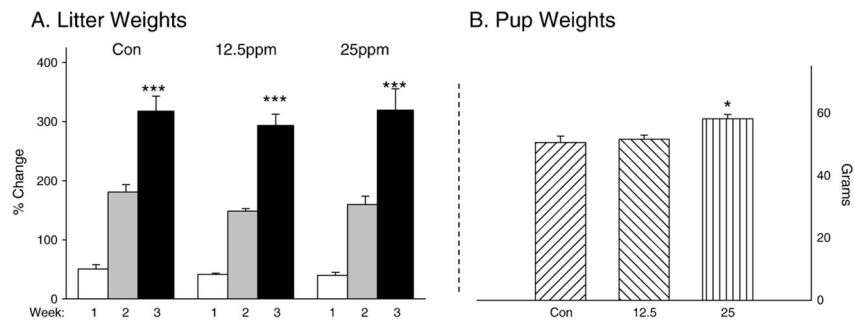 A. Litter Weights
Con 12.5ppm 25ppm
400
300
200
100
0
% Change
*** *** ***
Week: 1 2 3 1 2 3 1 2 3
B. Pup Weights
*
60
40
20
0
Grams
Con 12.5 25